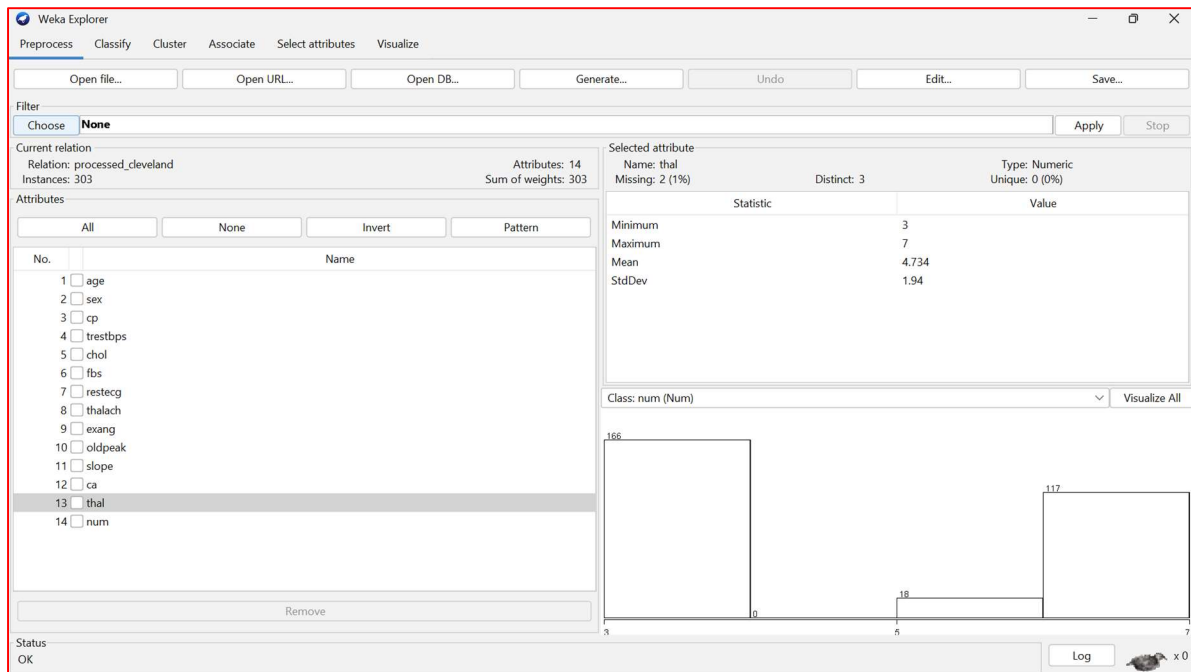 Weka Explorer
Preprocess Classify Cluster Associate Select attributes Visualize
Open file... Open URL... Open DB... Generate... Undo Edit... Save...
Filter
Choose None Apply Stop
Current relation
Relation: processed_cleveland Attributes: 14
Instances: 303 Sum of weights: 303
Attributes
All None Invert Pattern
No. Name
1 age
2 sex
3 cp
4 trestbps
5 chol
6 fbs
7 restecg
8 thalach
9 exang
10 oldpeak
11 slope
12 ca
13 thal
14 num
Remove
Selected attribute
Name: thal Type: Numeric
Missing: 2 (1%) Distinct: 3 Unique: 0 (0%)
Statistic Value
Minimum 3
Maximum 7
Mean 4.734
StdDev 1.94
Class: num (Num) Visualize All
166
117
18
0
3 5 7
Status
OK
Log x 0